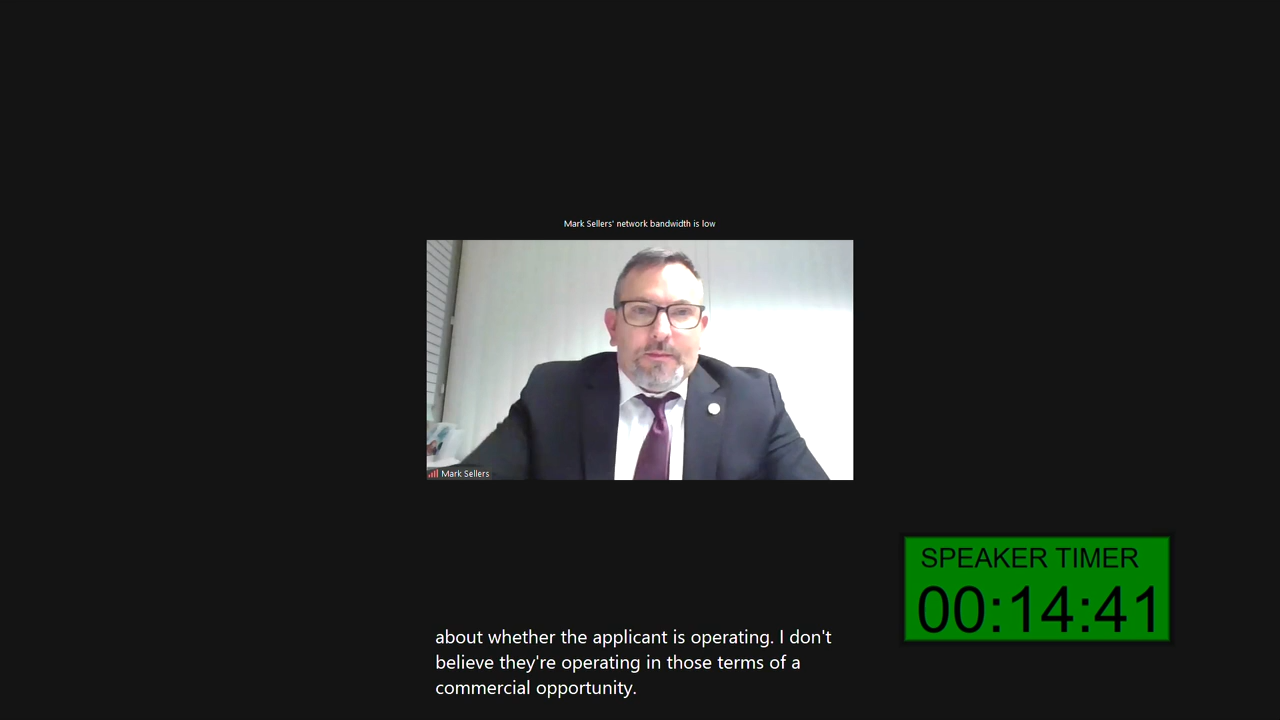 Mark Sellers' network bandwidth is low
Mark Sellers
SPEAKER TIMER
00:14:41
about whether the applicant is operating. I don't
believe they're operating in those terms of a
commercial opportunity.